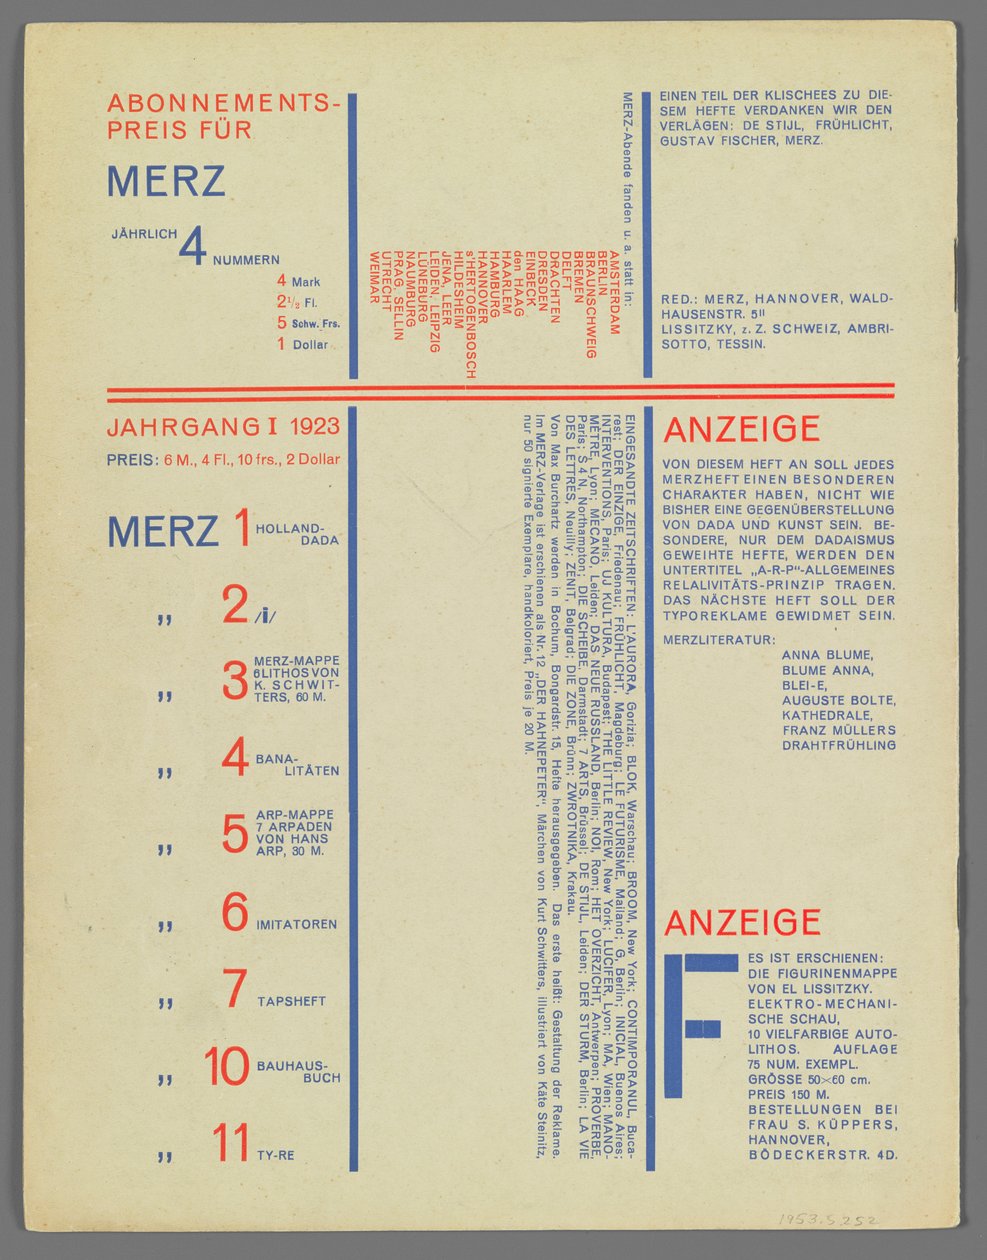 ABONNEMENTS-
PREIS FÜR
MERZ
JÄHRLICH 4 NUMMERN
4 Mark
2½ Fl.
5 Schw. Frs.
1 Dollar
MERZ-Abende fanden u. a. statt in:
AMSTERDAM
BERLIN
BRAUNSCHWEIG
BREMEN
DELFT
DRACHTEN
DRESDEN
EINBECK
den HAAG
HAARLEM
HAMBURG
HANNOVER
s'HERTOGENBOSCH
HILDESHEIM
JENA, LEER
LEIDEN, LEIPZIG
LÜNEBURG
NAUMBURG
PRAG. SELLIN
UTRECHT
WEIMAR
EINEN TEIL DER KLISCHEES ZU DIE-
SEM HEFTE VERDANKEN WIR DEN
VERLÄGEN: DE STIJL, FRÜHLICHT,
GUSTAV FISCHER, MERZ.
RED.: MERZ, HANNOVER, WALD-
HAUSENSTR. 5II
LISSITZKY, z. Z. SCHWEIZ, AMBRI-
SOTTO, TESSIN.
JAHRGANG I 1923
PREIS: 6 M., 4 Fl., 10 frs., 2 Dollar
MERZ 1 HOLLAND-
DADA
„ 2 /i/
„ 3 MERZ-MAPPE
6 LITHOS VON
K. SCHWIT-
TERS, 60 M.
„ 4 BANA-
LITÄTEN
„ 5 ARP-MAPPE
7 ARPADEN
VON HANS
ARP, 30 M.
„ 6 IMITATOREN
„ 7 TAPSHEFT
„ 10 BAUHAUS-
BUCH
„ 11 TY-RE
EINGESANDTE ZEITSCHRIFTEN: L'AURORA, Gorizia; BLOK, Warschau; BROOM, New York; CONTIMPORANUL, Buca-
rest; DER EINZIGE, Friedenau; FRÜHLICHT, Magdeburg; LE FUTURISME, Mailand; G, Berlin; INICIAL, Buenos Aires;
INTERVENTIONS, Paris; UJ KULTURA, Budapest; THE LITTLE REVIEW, New York; LUCIFER, Lyon; MA, Wien; MANO-
MÈTRE, Lyon; MECANO, Leiden; DAS NEUE RUSSLAND, Berlin; NOI, Rom; HET OVERZICHT, Antwerpen; PROVERBE,
Paris; S 4 N, Northampton; DIE SCHEIBE, Darmstadt; 7 ARTS, Brüssel; DE STIJL, Leiden; DER STURM, Berlin; LA VIE
DES LETTRES, Neuilly; ZENIT, Belgrad; DIE ZONE, Brünn; ZWROTNIKA, Krakau.
Von Max Burchartz werden in Bochum, Bongardstr. 15, Hefte herausgegeben. Das erste heißt: Gestaltung der Reklame.
Im MERZ-Verlage ist erschienen als Nr. 12 „DER HAHNEPETER“, Märchen von Kurt Schwitters, illustriert von Käte Steinitz,
nur 50 signierte Exemplare, handkoloriert, Preis je 20 M.
ANZEIGE
VON DIESEM HEFT AN SOLL JEDES
MERZHEFT EINEN BESONDEREN
CHARAKTER HABEN, NICHT WIE
BISHER EINE GEGENÜBERSTELLUNG
VON DADA UND KUNST SEIN. BE-
SONDERE, NUR DEM DADAISMUS
GEWEIHTE HEFTE, WERDEN DEN
UNTERTITEL „A-R-P“-ALLGEMEINES
RELALIVITÄTS-PRINZIP TRAGEN.
DAS NÄCHSTE HEFT SOLL DER
TYPOREKLAME GEWIDMET SEIN.
MERZLITERATUR:
ANNA BLUME,
BLUME ANNA,
BLEI-E,
AUGUSTE BOLTE,
KATHEDRALE,
FRANZ MÜLLERS
DRAHTFRÜHLING
ANZEIGE
F
ES IST ERSCHIENEN:
DIE FIGURINENMAPPE
VON EL LISSITZKY.
ELEKTRO-MECHANI-
SCHE SCHAU,
10 VIELFARBIGE AUTO-
LITHOS. AUFLAGE
75 NUM. EXEMPL.
GRÖSSE 50×60 cm.
PREIS 150 M.
BESTELLUNGEN BEI
FRAU S. KÜPPERS,
HANNOVER,
BÖDECKERSTR. 4D.
1953.5.252